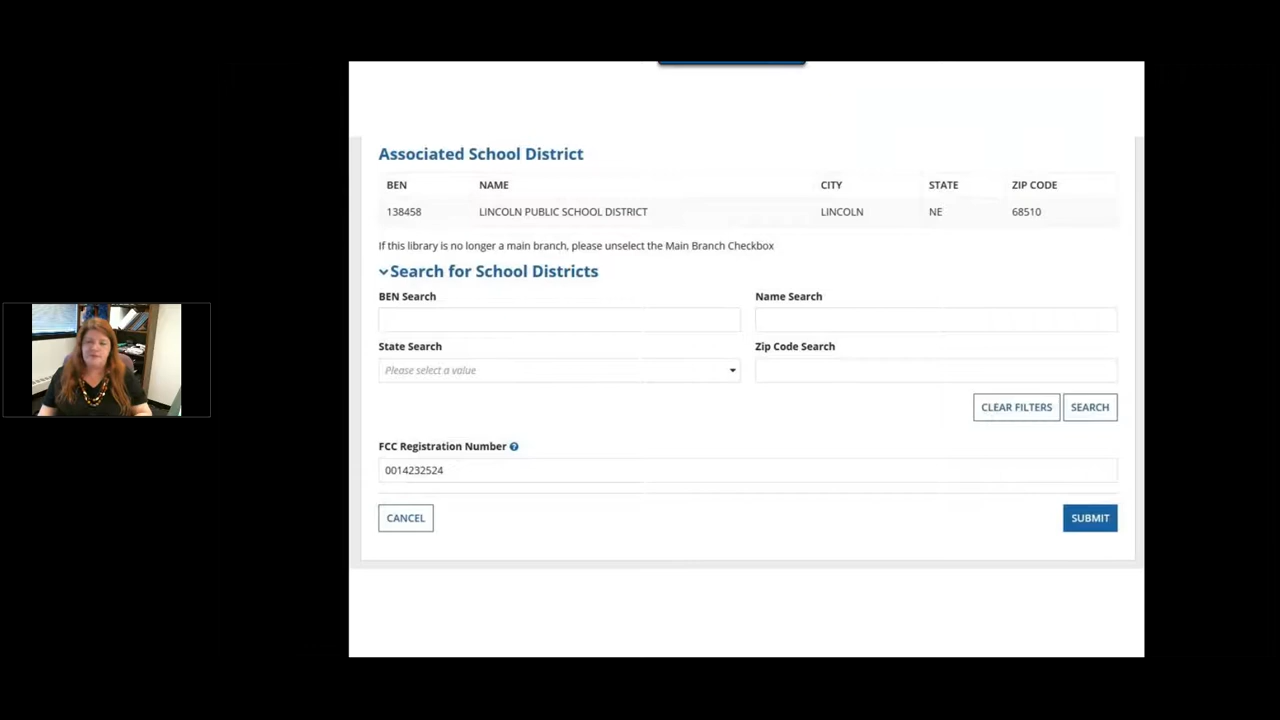 Associated School District
BEN NAME CITY STATE ZIP CODE
138458 LINCOLN PUBLIC SCHOOL DISTRICT LINCOLN NE 68510
If this library is no longer a main branch, please unselect the Main Branch Checkbox
Search for School Districts
BEN Search Name Search
State Search Zip Code Search
Please select a value
CLEAR FILTERS SEARCH
FCC Registration Number
0014232524
CANCEL SUBMIT